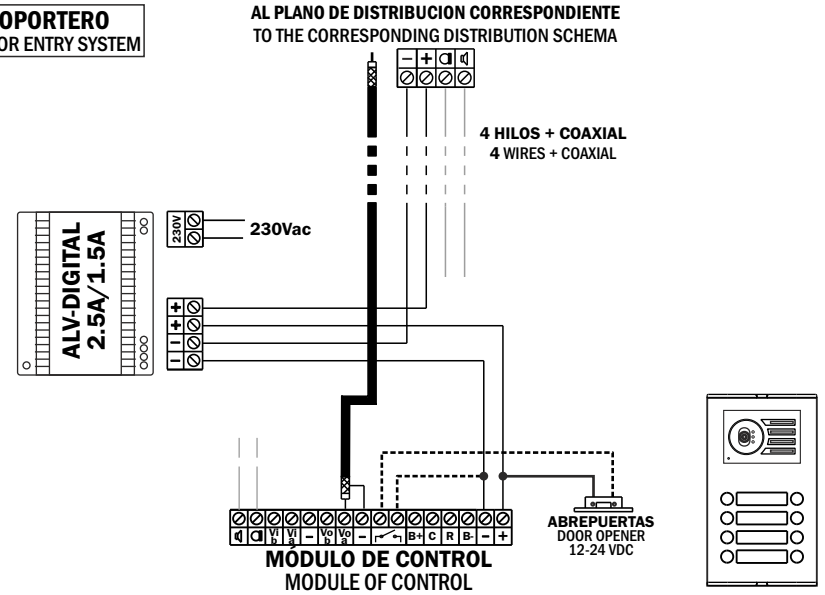 OPORTERO
OR ENTRY SYSTEM
AL PLANO DE DISTRIBUCION CORRESPONDIENTE
TO THE CORRESPONDING DISTRIBUTION SCHEMA
− +
4 HILOS + COAXIAL
4 WIRES + COAXIAL
ALV-DIGITAL
2.5A/1.5A
230V
230Vac
+
+
−
−
Vi b Vi a − Vo b Vo a − B+ C R B- − +
MÓDULO DE CONTROL
MODULE OF CONTROL
ABREPUERTAS
DOOR OPENER
12-24 VDC